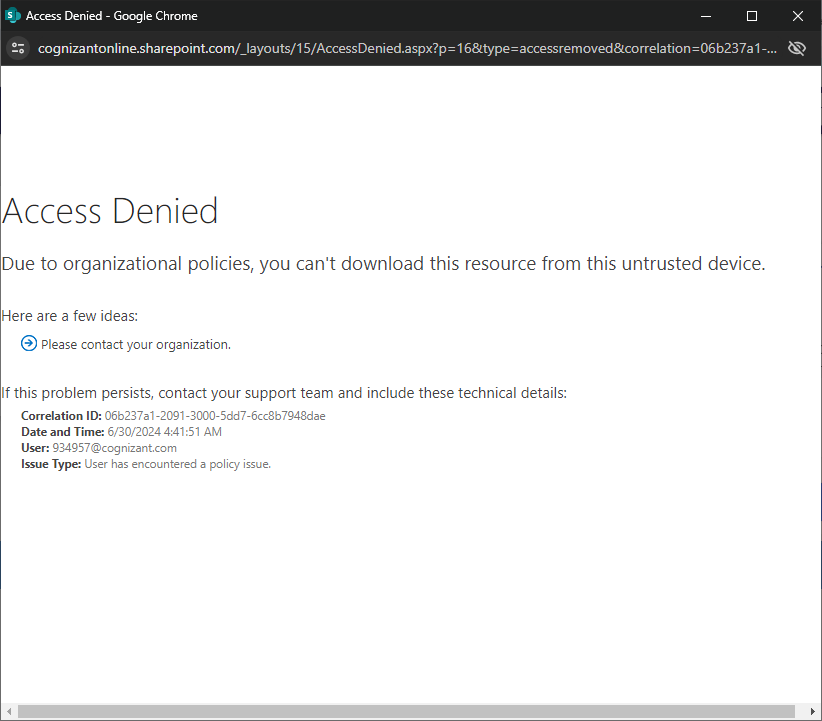 Access Denied - Google Chrome
cognizantonline.sharepoint.com/_layouts/15/AccessDenied.aspx?p=16&type=accessremoved&correlation=06b237a1-...
Access Denied
Due to organizational policies, you can't download this resource from this untrusted device.
Here are a few ideas:
Please contact your organization.
If this problem persists, contact your support team and include these technical details:
Correlation ID: 06b237a1-2091-3000-5dd7-6cc8b7948dae
Date and Time: 6/30/2024 4:41:51 AM
User: 934957@cognizant.com
Issue Type: User has encountered a policy issue.